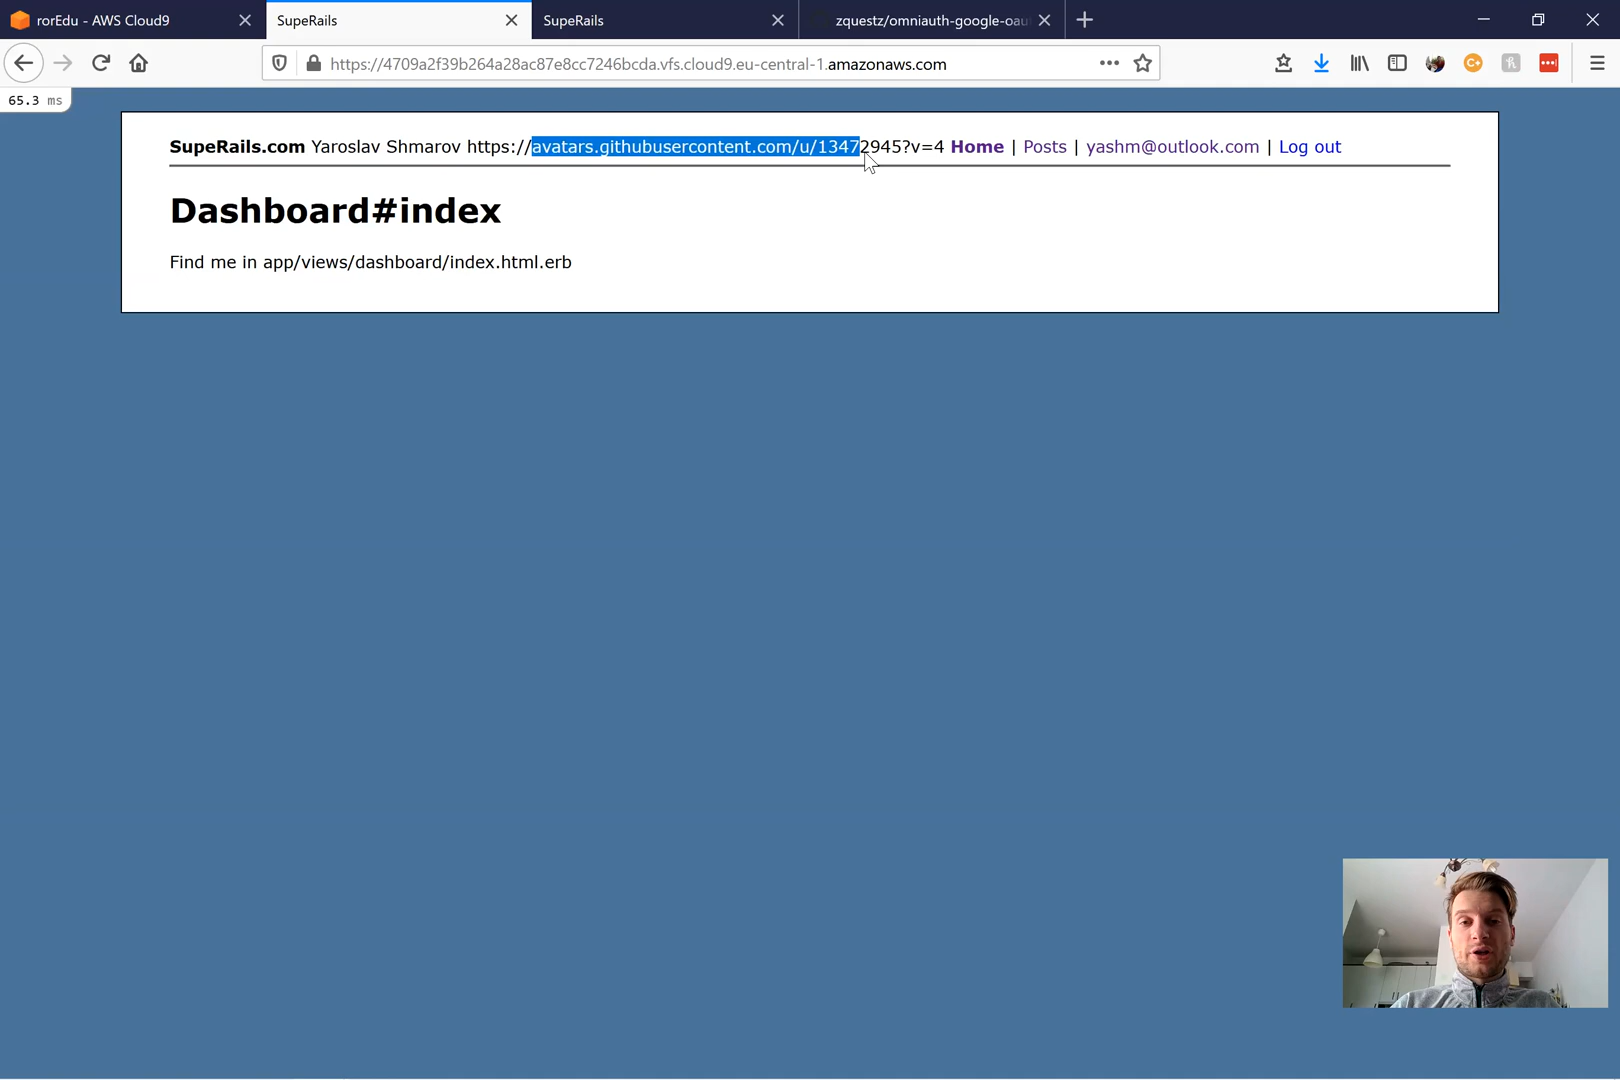 rorEdu - AWS Cloud9
SupeRails
SupeRails
zquestz/omniauth-google-oau
https://4709a2f39b264a28ac87e8cc7246bcda.vfs.cloud9.eu-central-1.amazonaws.com
65.3 ms
SupeRails.com Yaroslav Shmarov https://avatars.githubusercontent.com/u/13472945?v=4 Home | Posts | yashm@outlook.com | Log out
Dashboard#index
Find me in app/views/dashboard/index.html.erb